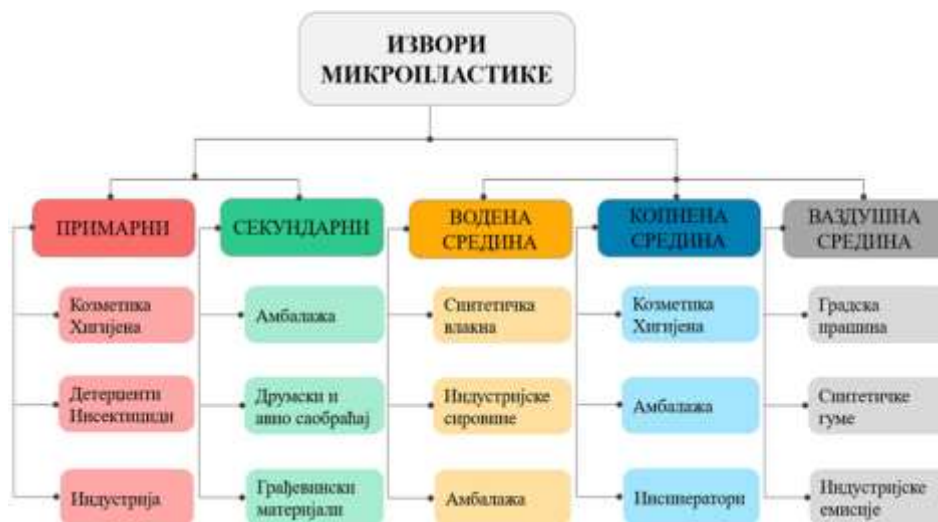 ИЗВОРИ
МИКРОПЛАСТИКЕ
ПРИМАРНИ
Козметика
Хигијена
Детерџенти
Инсектициди
Индустрија
СЕКУНДАРНИ
Амбалажа
Друмски и
авио саобраћај
Грађевински
материјали
ВОДЕНА
СРЕДИНА
Синтетичка
влакна
Индустријске
сировине
Амбалажа
КОПНЕНА
СРЕДИНА
Козметика
Хигијена
Амбалажа
Инсинератори
ВАЗДУШНА
СРЕДИНА
Градска
прашина
Синтетичке
гуме
Индустријске
емисије